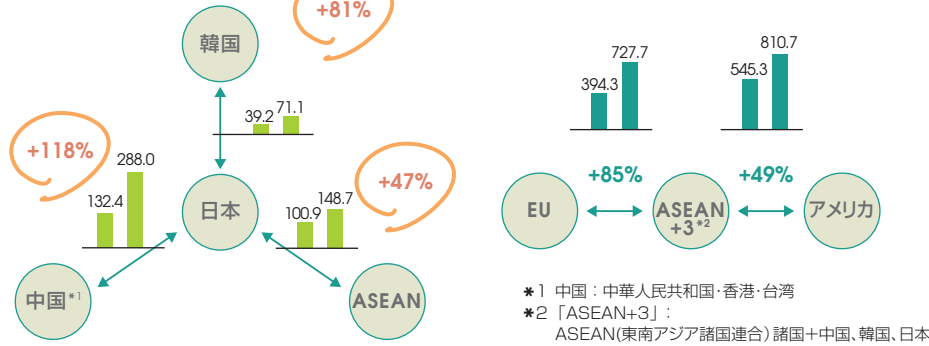 +81%
韓国
39.2 71.1
+118%
132.4 288.0
日本
100.9 148.7
+47%
中国*1
ASEAN
394.3 727.7
545.3 810.7
EU
+85%
ASEAN
+3*2
+49%
アメリカ
*1 中国：中華人民共和国・香港・台湾
*2「ASEAN+3」：
ASEAN(東南アジア諸国連合)諸国＋中国、韓国、日本